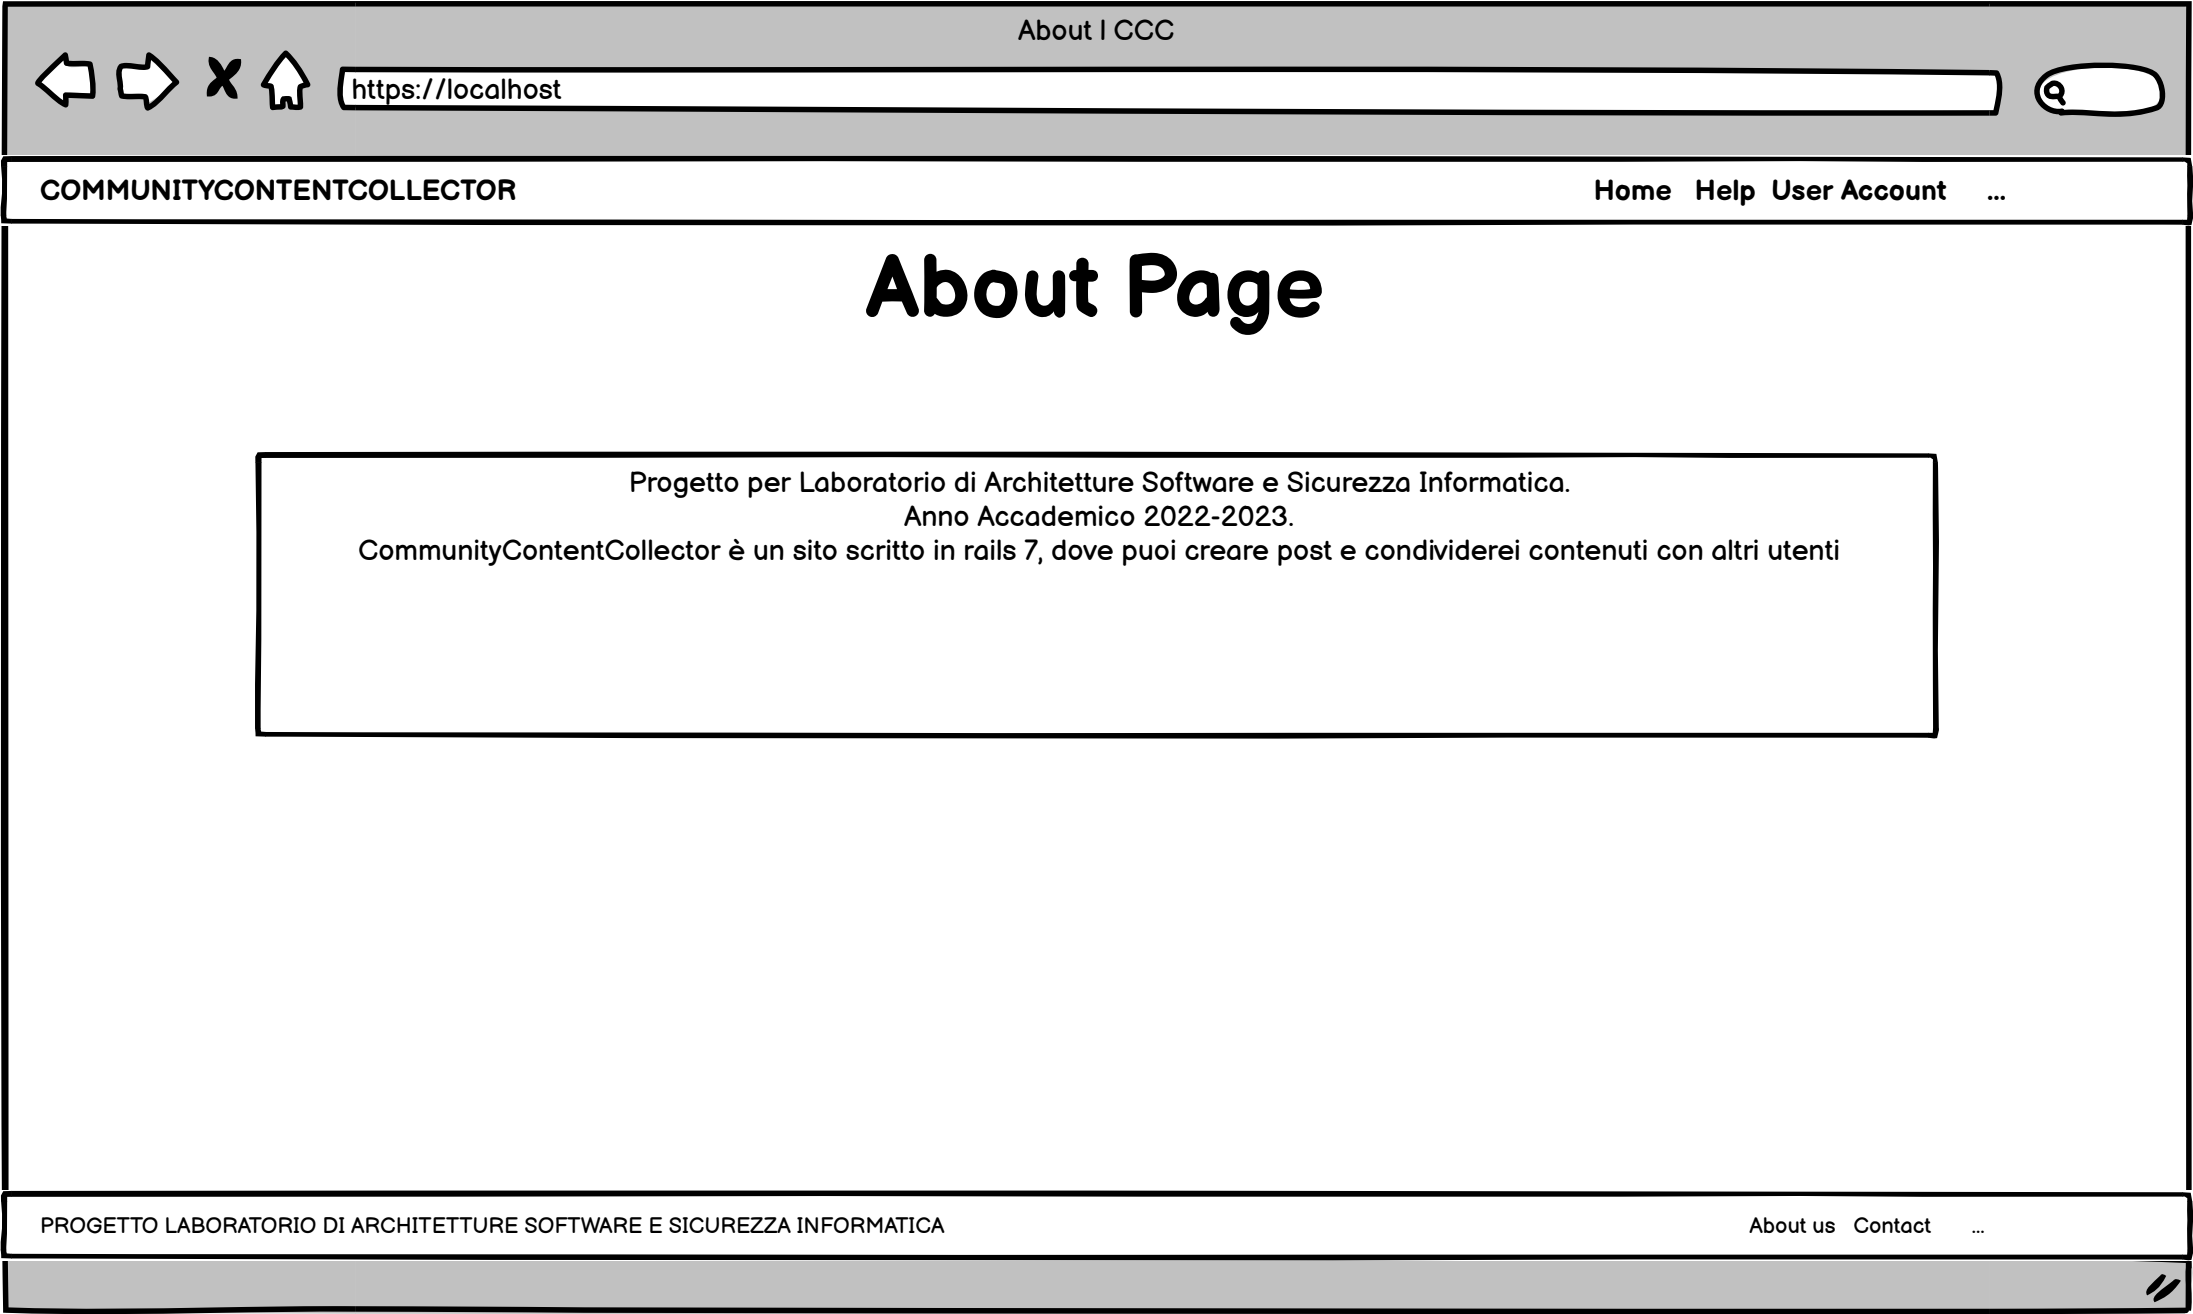 About | CCC
https://localhost
COMMUNITYCONTENTCOLLECTOR Home Help User Account ...
About Page
Progetto per Laboratorio di Architetture Software e Sicurezza Informatica.
Anno Accademico 2022-2023.
CommunityContentCollector è un sito scritto in rails 7, dove puoi creare post e condividerei contenuti con altri utenti
PROGETTO LABORATORIO DI ARCHITETTURE SOFTWARE E SICUREZZA INFORMATICA About us Contact ...